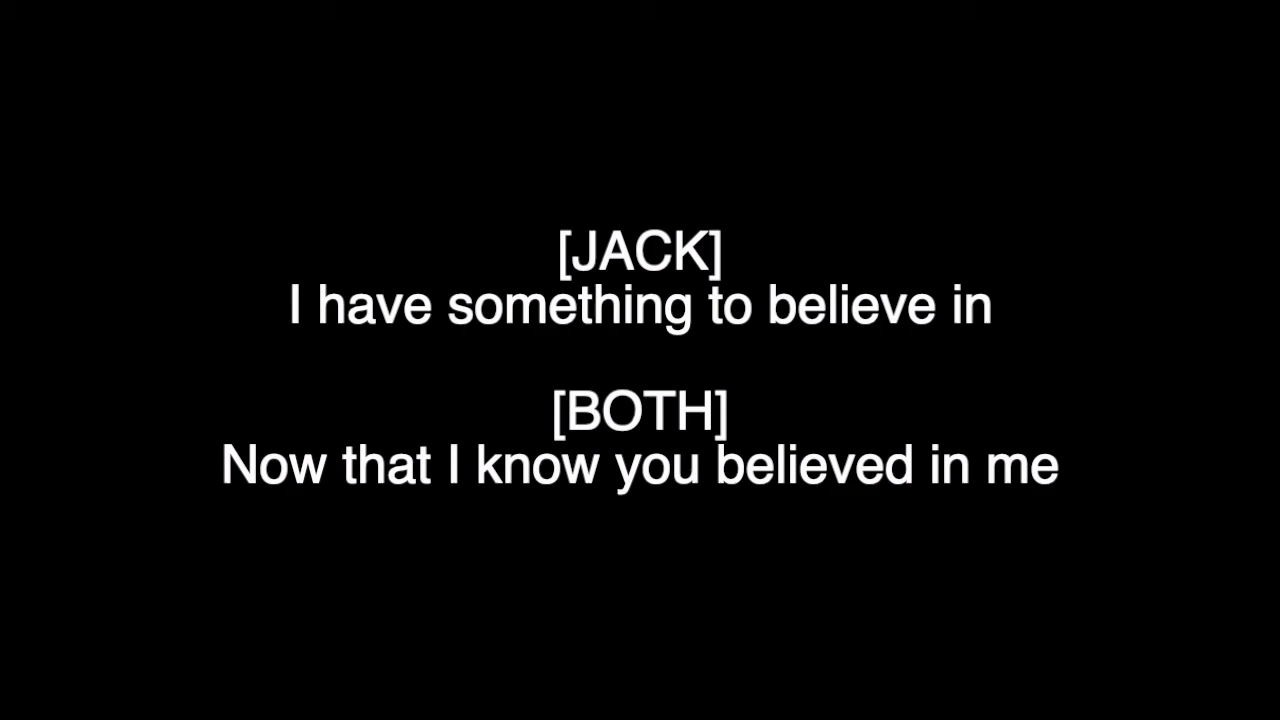 [JACK]
I have something to believe in
[BOTH]
Now that I know you believed in me